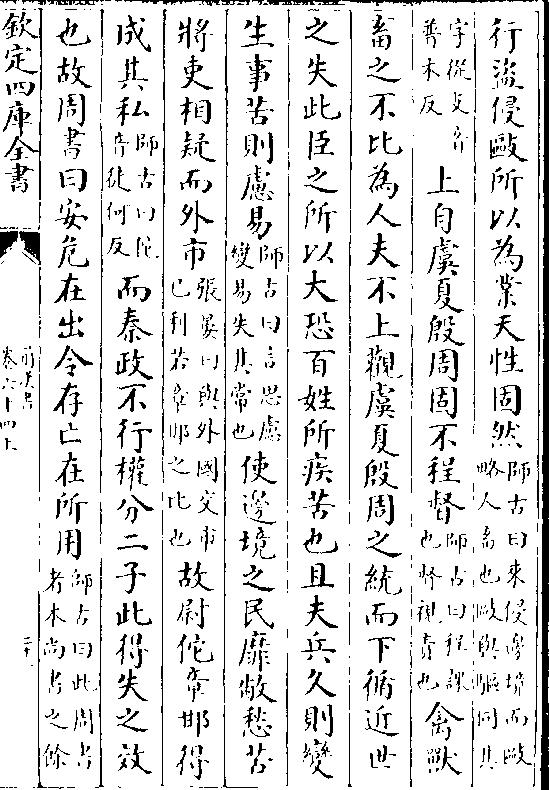 行盜侵敺所以為業天性固然師古曰來侵邊境而敺略人畜也敺與驅同其
字從攴音普木反上自虞夏殷周固不程督師古曰程課也督視責也禽獸
畜之不比為人夫不上觀虞夏殷周之統而下循近世
之失此臣之所以大恐百姓所疾苦也且夫兵久則變
生事苦則慮易師古曰言思慮變易失其常也使邊境之民靡敝愁苦
將吏相疑而外市張晏曰與外國交市己利若章邯之比也故尉佗章邯得
成其私師古曰佗音徒何反而秦政不行權分二子此得失之效
也故周書曰安危在出令存亡在所用師古曰此周書者本尚書之餘
欽定四庫全書
前漢書
卷六十四上